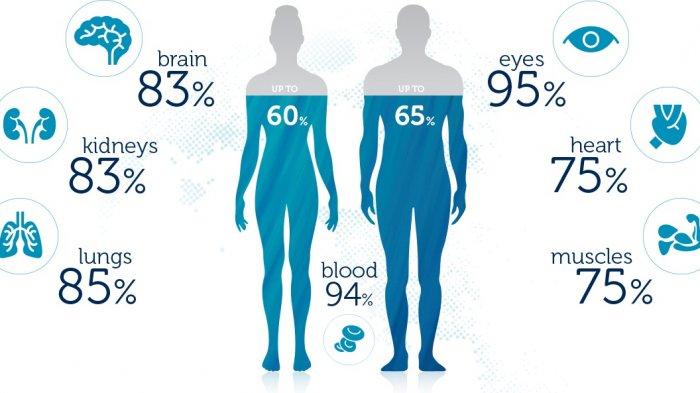 brain
83%
kidneys
83%
lungs
85%
UP TO
60%
UP TO
65%
blood
94%
eyes
95%
heart
75%
muscles
75%